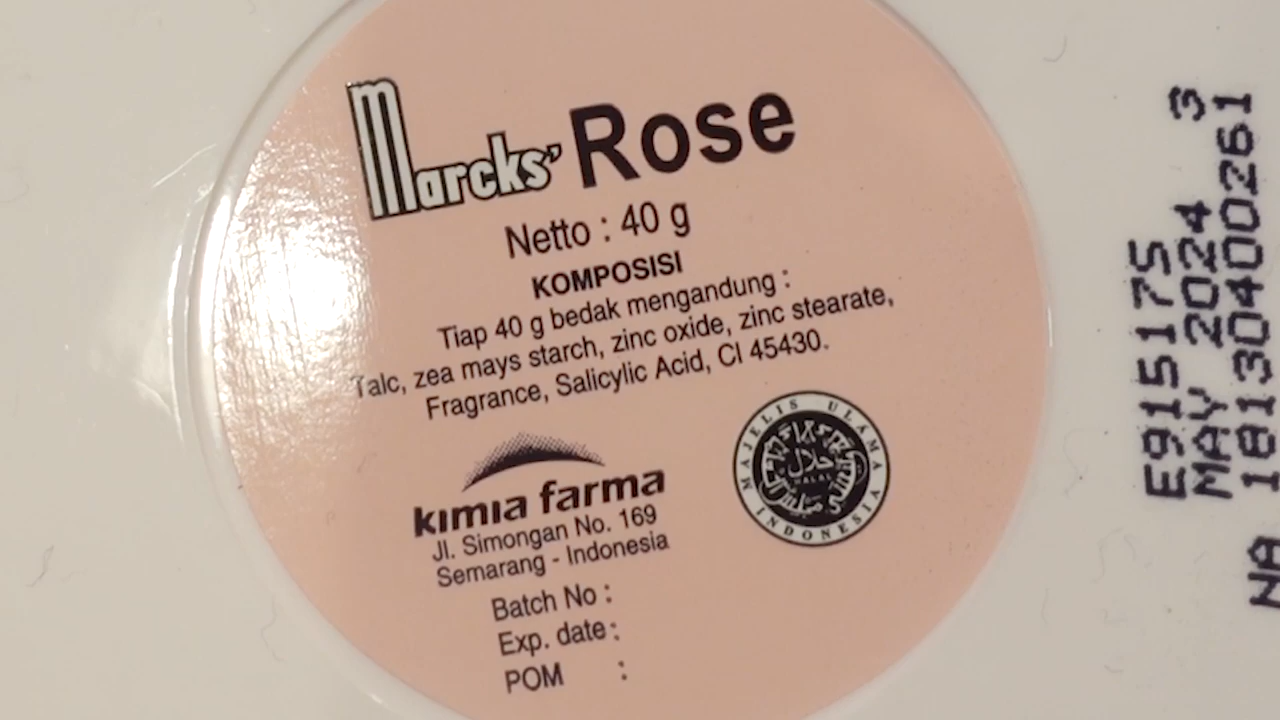 Marcks' Rose
Netto : 40 g
KOMPOSISI
Tiap 40 g bedak mengandung :
Talc, zea mays starch, zinc oxide, zinc stearate,
Fragrance, Salicylic Acid, CI 45430.
kimia farma
Jl. Simongan No. 169
Semarang - Indonesia
MAJELIS ULAMA
حلال
HALAL
INDONESIA
Batch No :
Exp. date :
POM :
E915175
MAY 2024 3
NA 18130400261